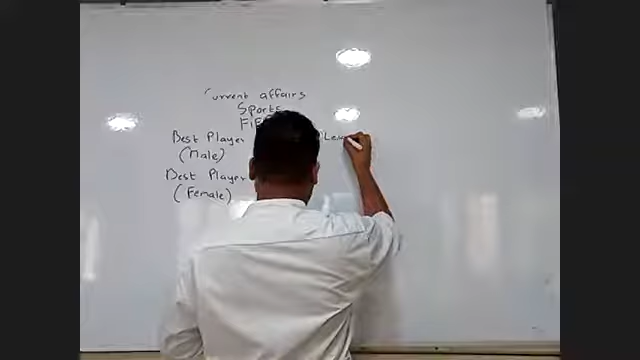 Current affairs
Sports
Best Player
(Male)
Best Player
(Female)